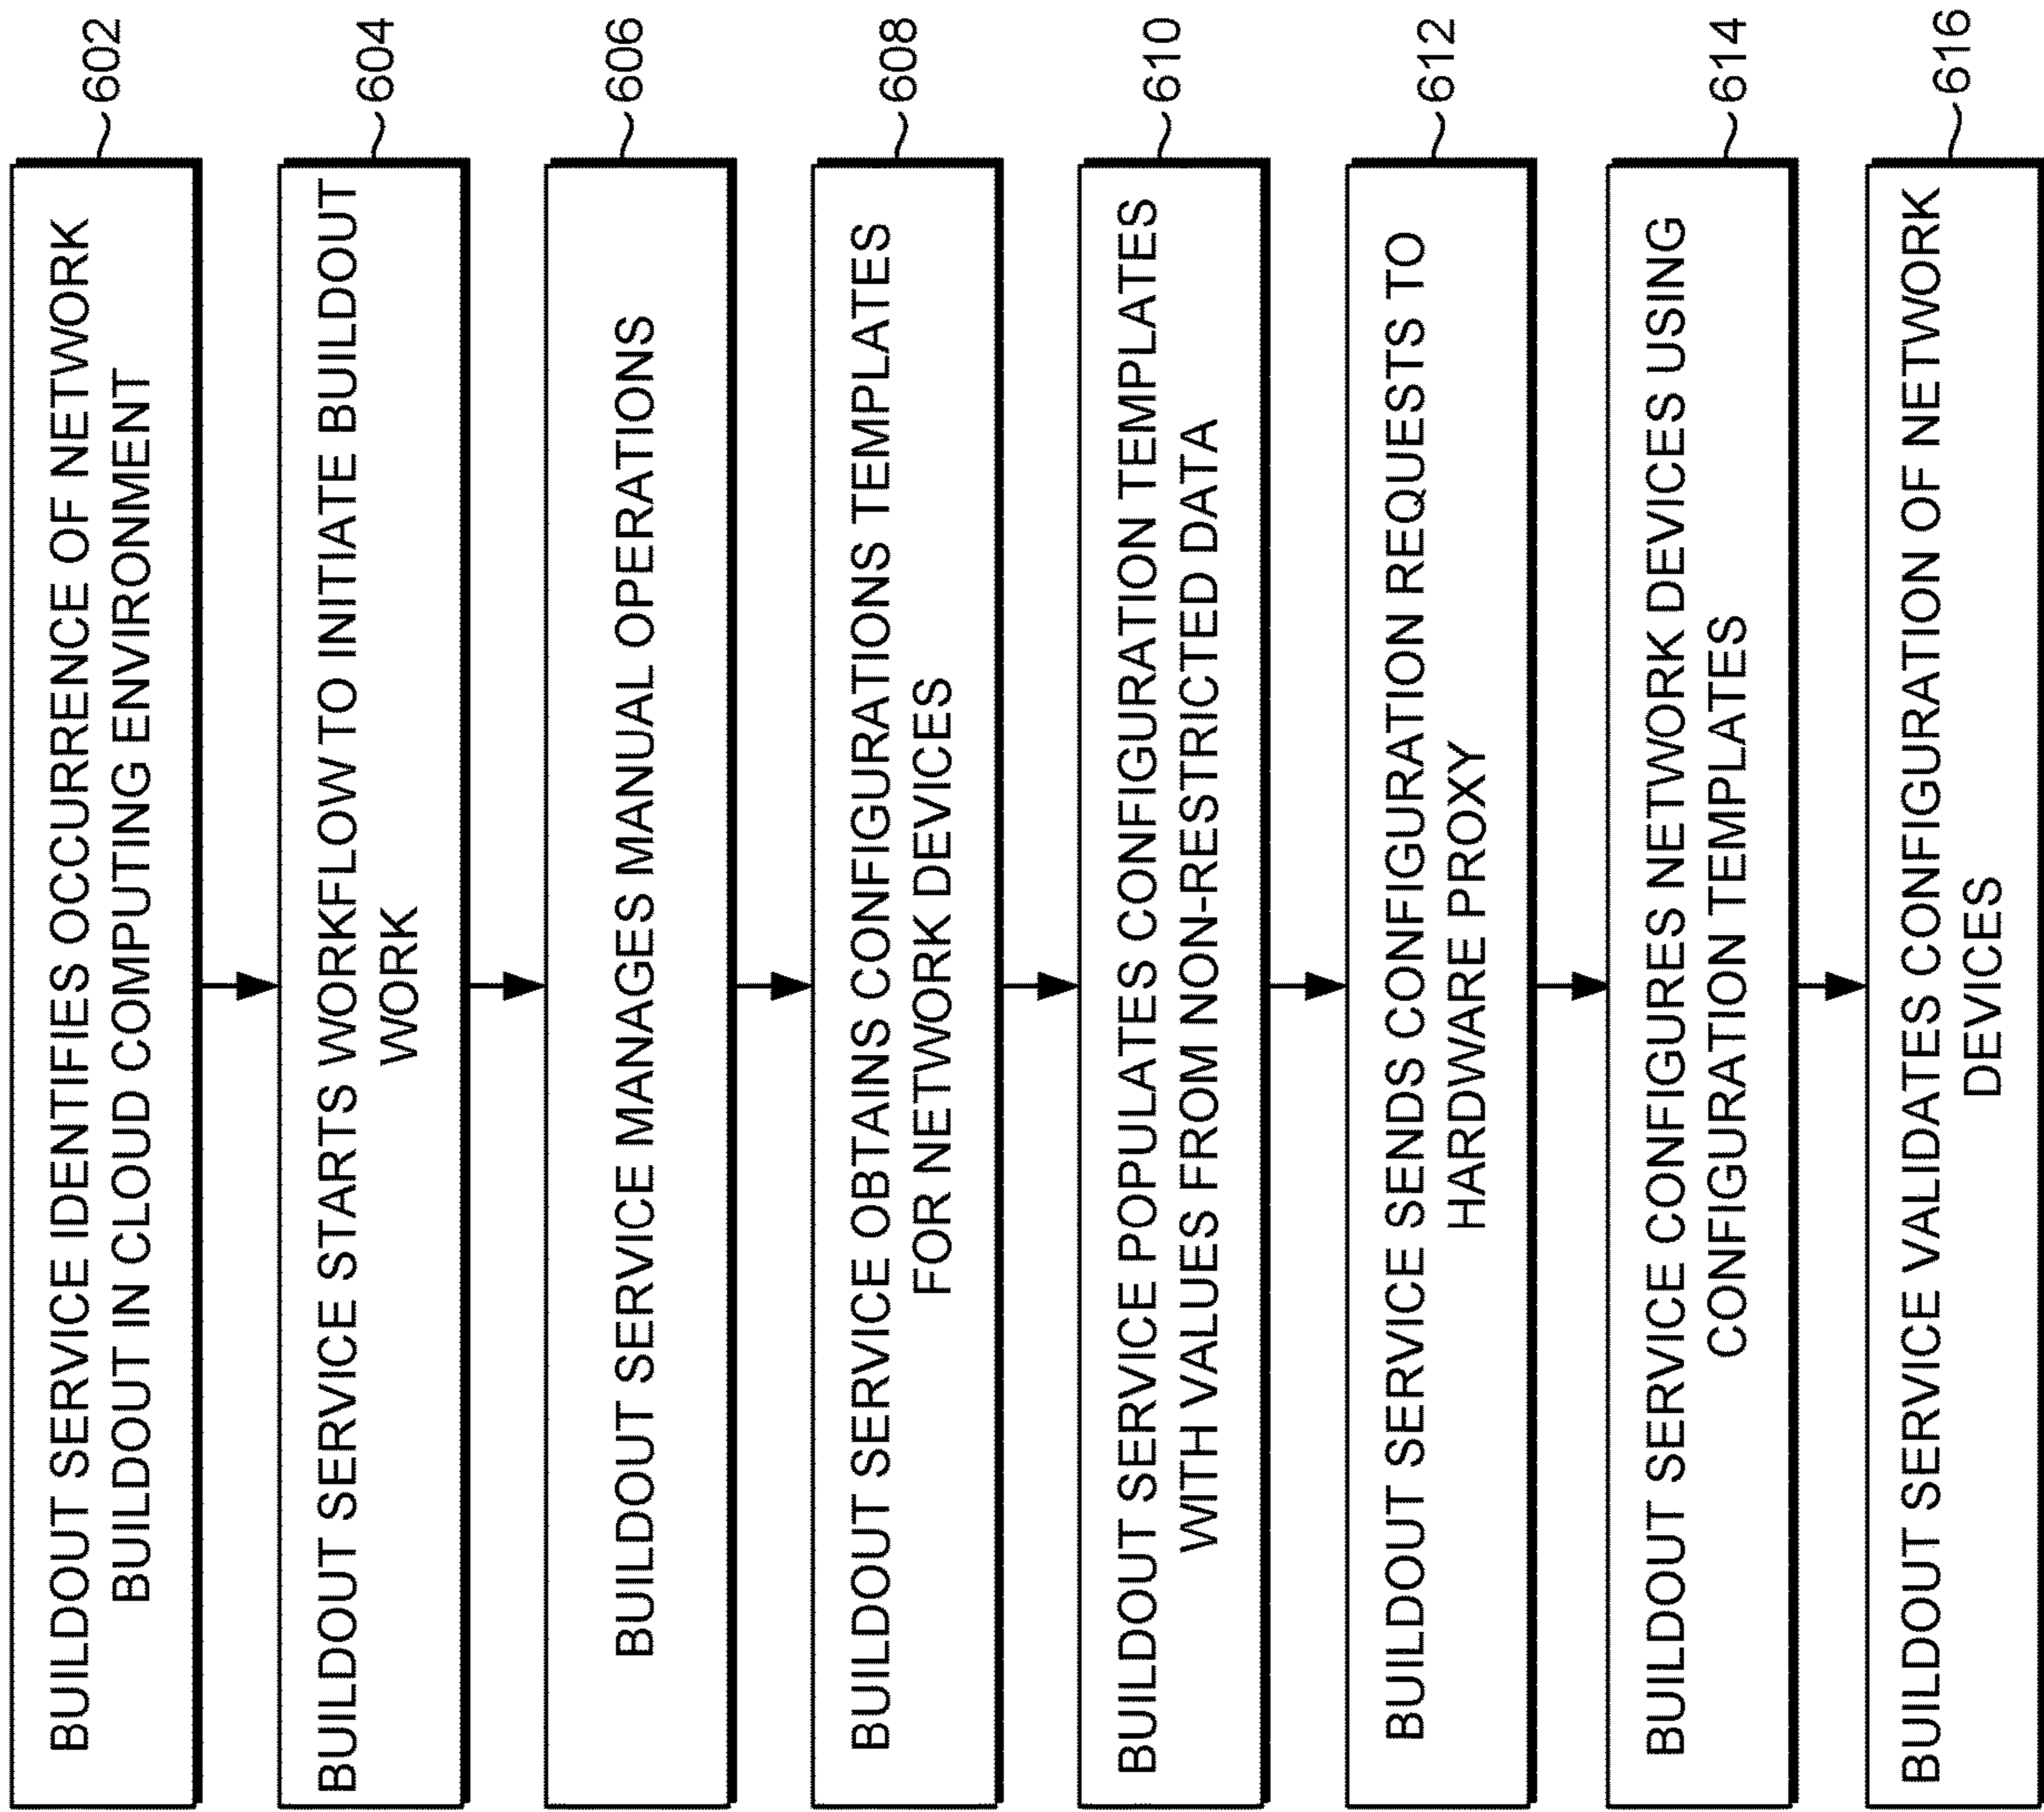 BUILDOUT SERVICE IDENTIFIES OCCURRENCE OF NETWORK
BUILDOUT IN CLOUD COMPUTING ENVIRONMENT
602
BUILDOUT SERVICE STARTS WORKFLOW TO INITIATE BUILDOUT
WORK
604
BUILDOUT SERVICE MANAGES MANUAL OPERATIONS
606
BUILDOUT SERVICE OBTAINS CONFIGURATIONS TEMPLATES
FOR NETWORK DEVICES
608
BUILDOUT SERVICE POPULATES CONFIGURATION TEMPLATES
WITH VALUES FROM NON-RESTRICTED DATA
610
BUILDOUT SERVICE SENDS CONFIGURATION REQUESTS TO
HARDWARE PROXY
612
BUILDOUT SERVICE CONFIGURES NETWORK DEVICES USING
CONFIGURATION TEMPLATES
614
BUILDOUT SERVICE VALIDATES CONFIGURATION OF NETWORK
DEVICES
616